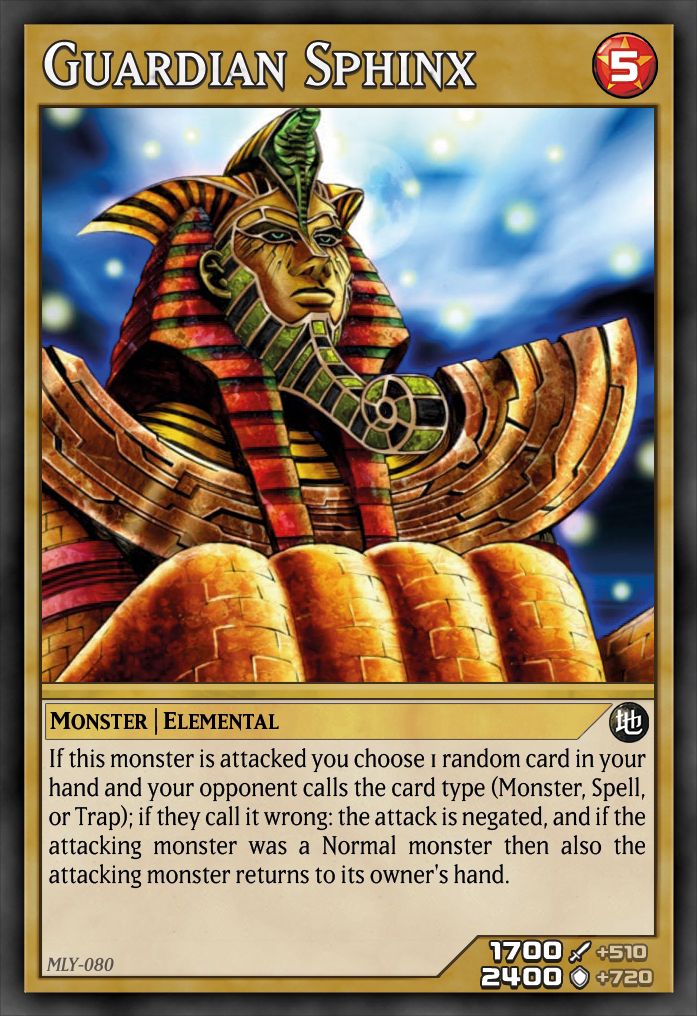 Guardian Sphinx
5
Monster | Elemental
If this monster is attacked you choose 1 random card in your
hand and your opponent calls the card type (Monster, Spell,
or Trap); if they call it wrong: the attack is negated, and if the
attacking monster was a Normal monster then also the
attacking monster returns to its owner's hand.
1700 +510
MLY-080
2400 +720